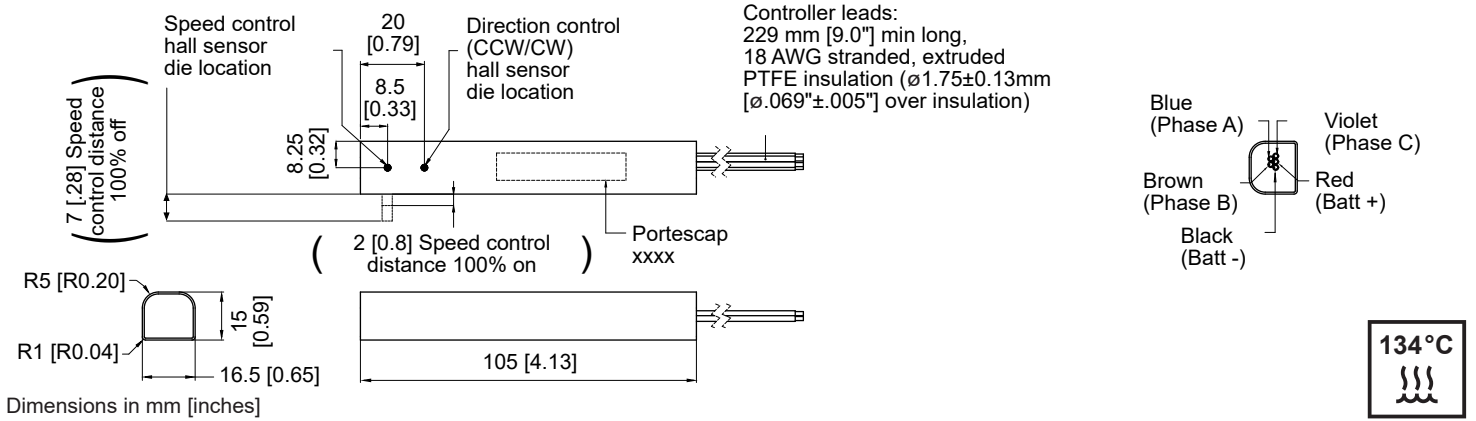 Speed control
hall sensor
die location
20
[0.79]
Direction control
(CCW/CW)
hall sensor
die location
Controller leads:
229 mm [9.0"] min long,
18 AWG stranded, extruded
PTFE insulation (ø1.75±0.13mm
[ø.069"±.005"] over insulation)
8.5
[0.33]
8.25
[0.32]
(7 [.28] Speed
control distance
100% off)
(2 [0.8] Speed control
distance 100% on)
Portescap
xxxx
Blue
(Phase A)
Violet
(Phase C)
Brown
(Phase B)
Red
(Batt +)
Black
(Batt -)
R5 [R0.20]
R1 [R0.04]
15
[0.59]
16.5 [0.65]
105 [4.13]
Dimensions in mm [inches]
134°C